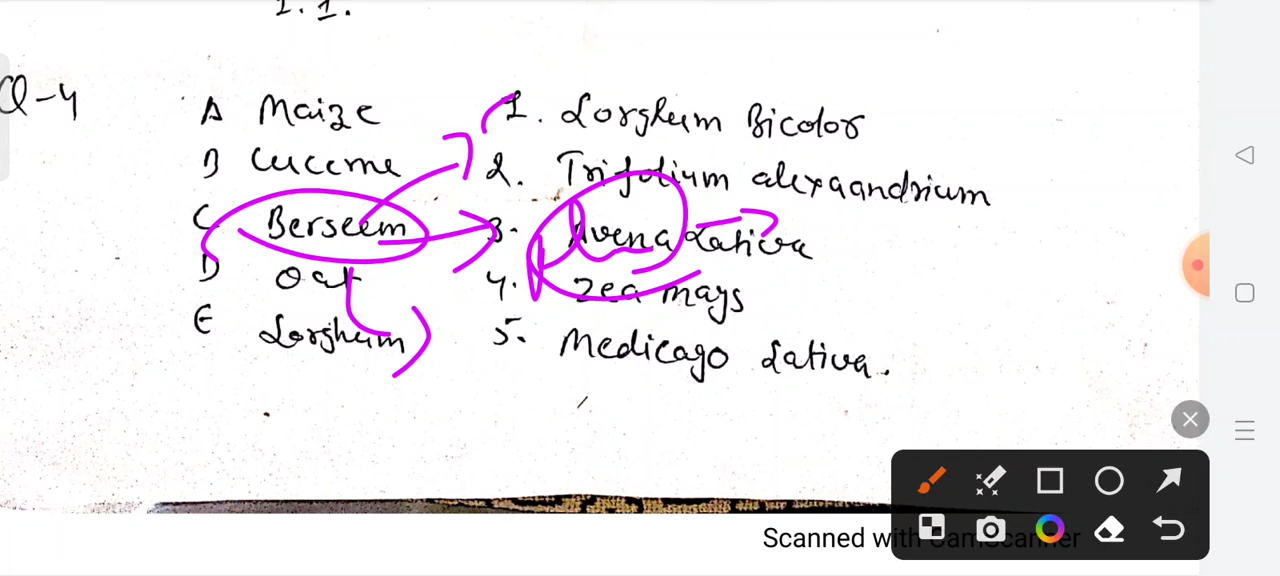 I.I.
Q-4
A Maize 1. Sorghum Bicolor
B Lucerne 2. Trifolium alexaandrium
C Berseem 3. Avena Sativa
D Oat 4. Zea mays
E Sorghum 5. Medicago Sativa.
Scanned with CamScanner